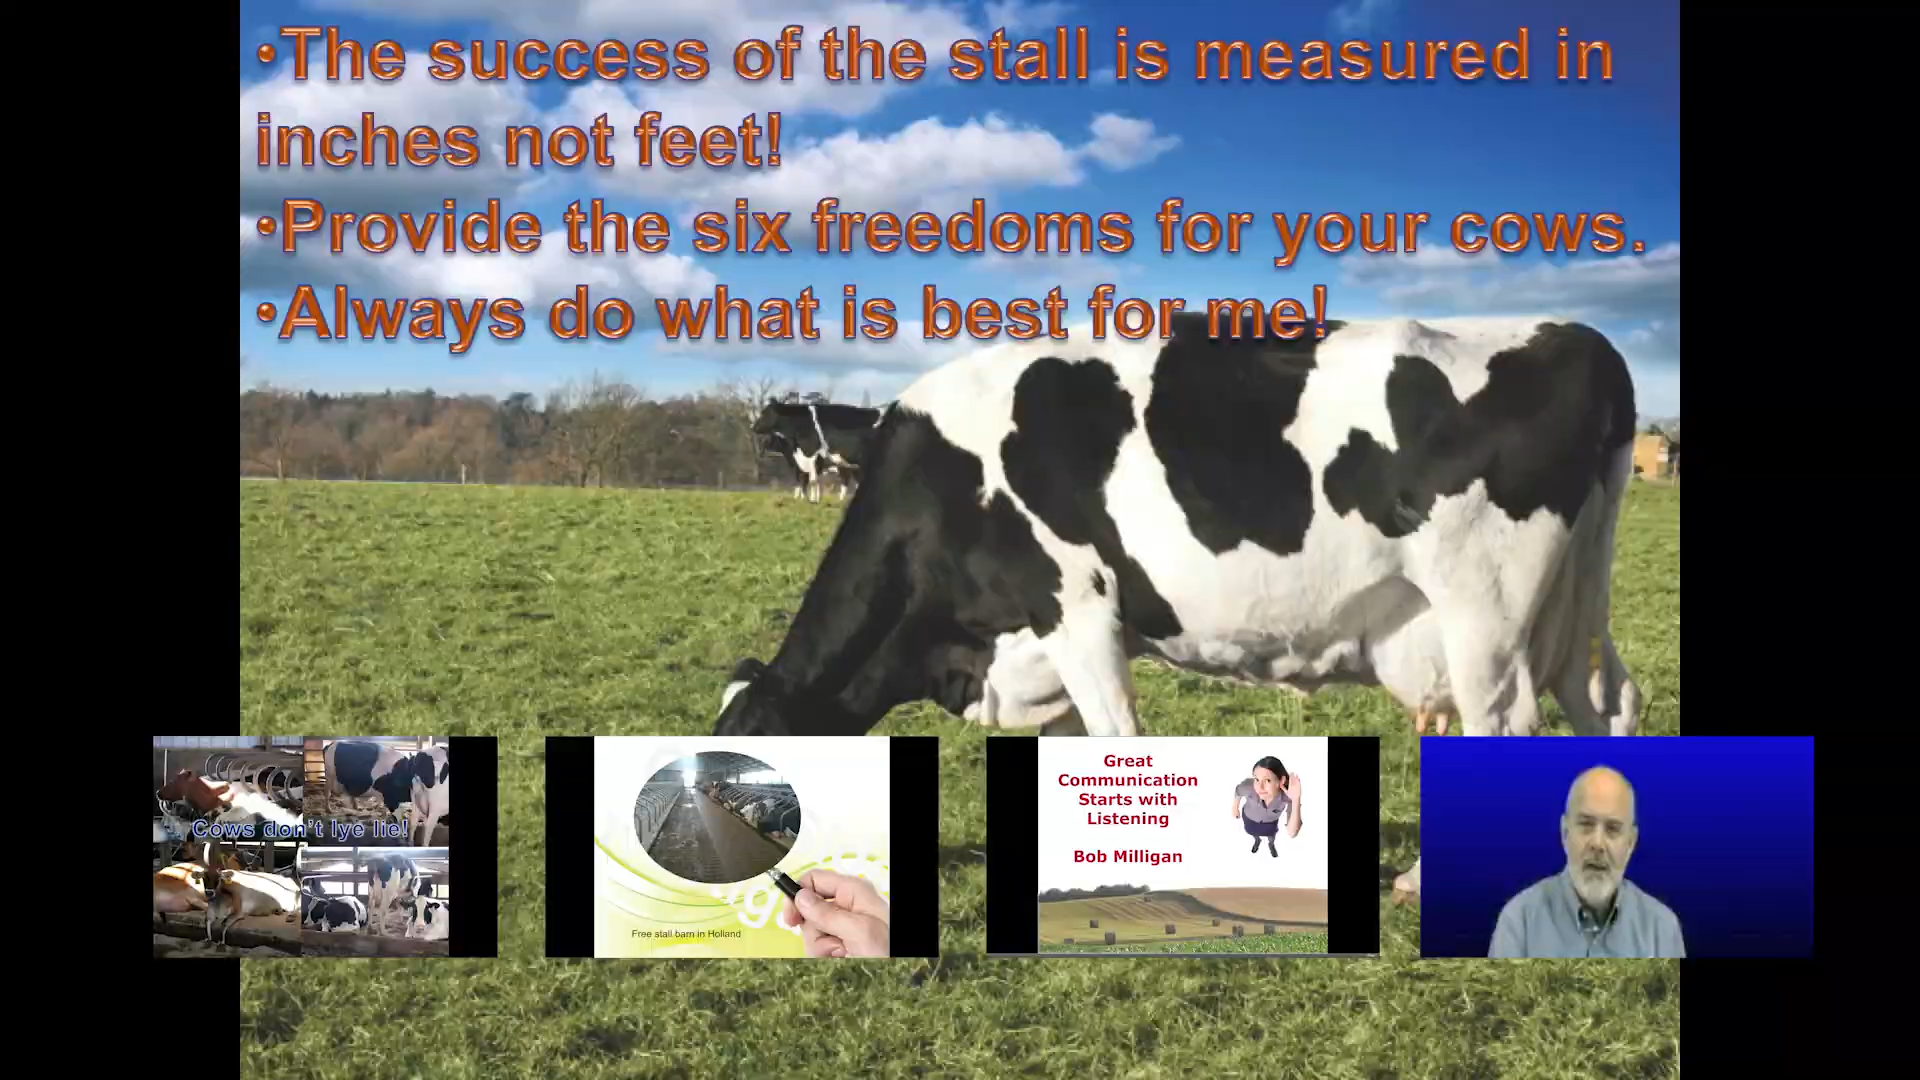 •The success of the stall is measured in
inches not feet!
•Provide the six freedoms for your cows.
•Always do what is best for me!
Cows don't lye lie!
Free stall barn in Holland
Great
Communication
Starts with
Listening
Bob Milligan